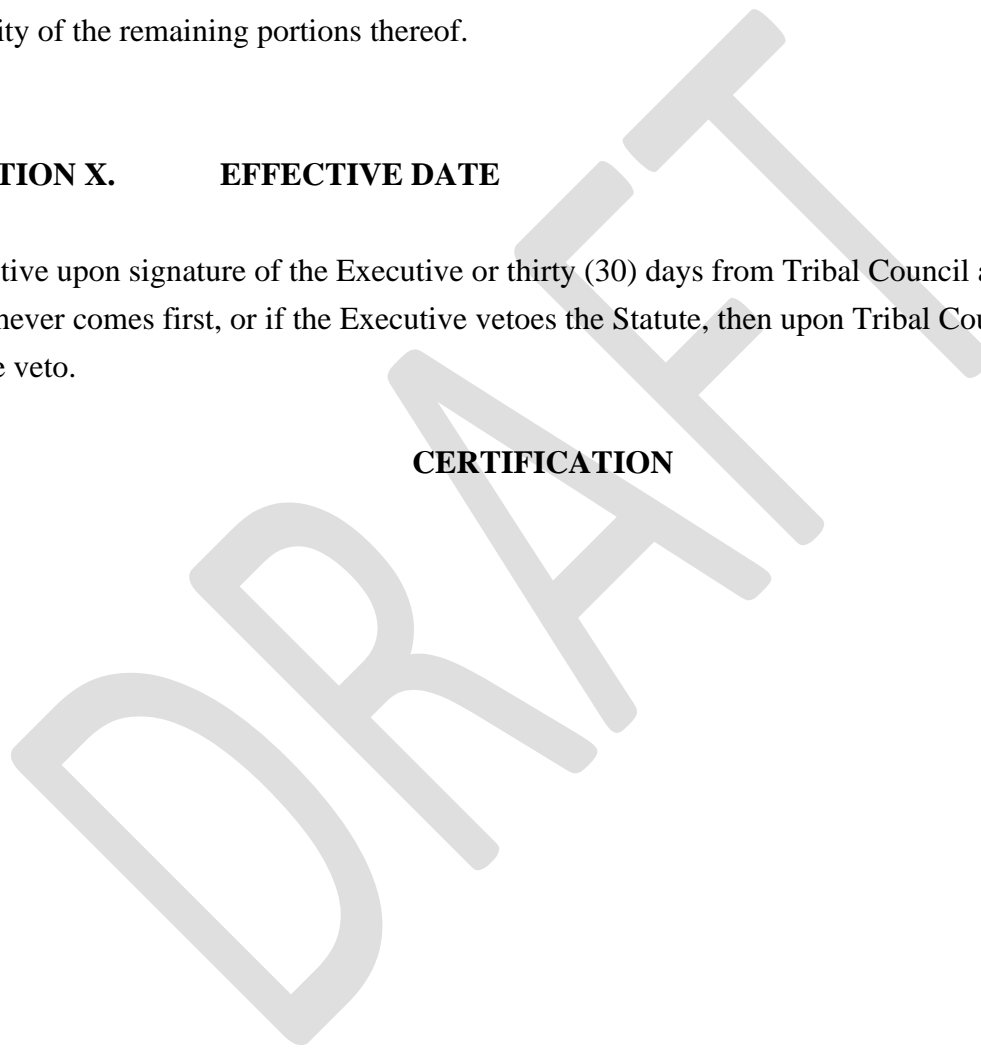 ity of the remaining portions thereof.
TION X. EFFECTIVE DATE
tive upon signature of the Executive or thirty (30) days from Tribal Council a
never comes first, or if the Executive vetoes the Statute, then upon Tribal Cou
e veto.
CERTIFICATION
DRAFT